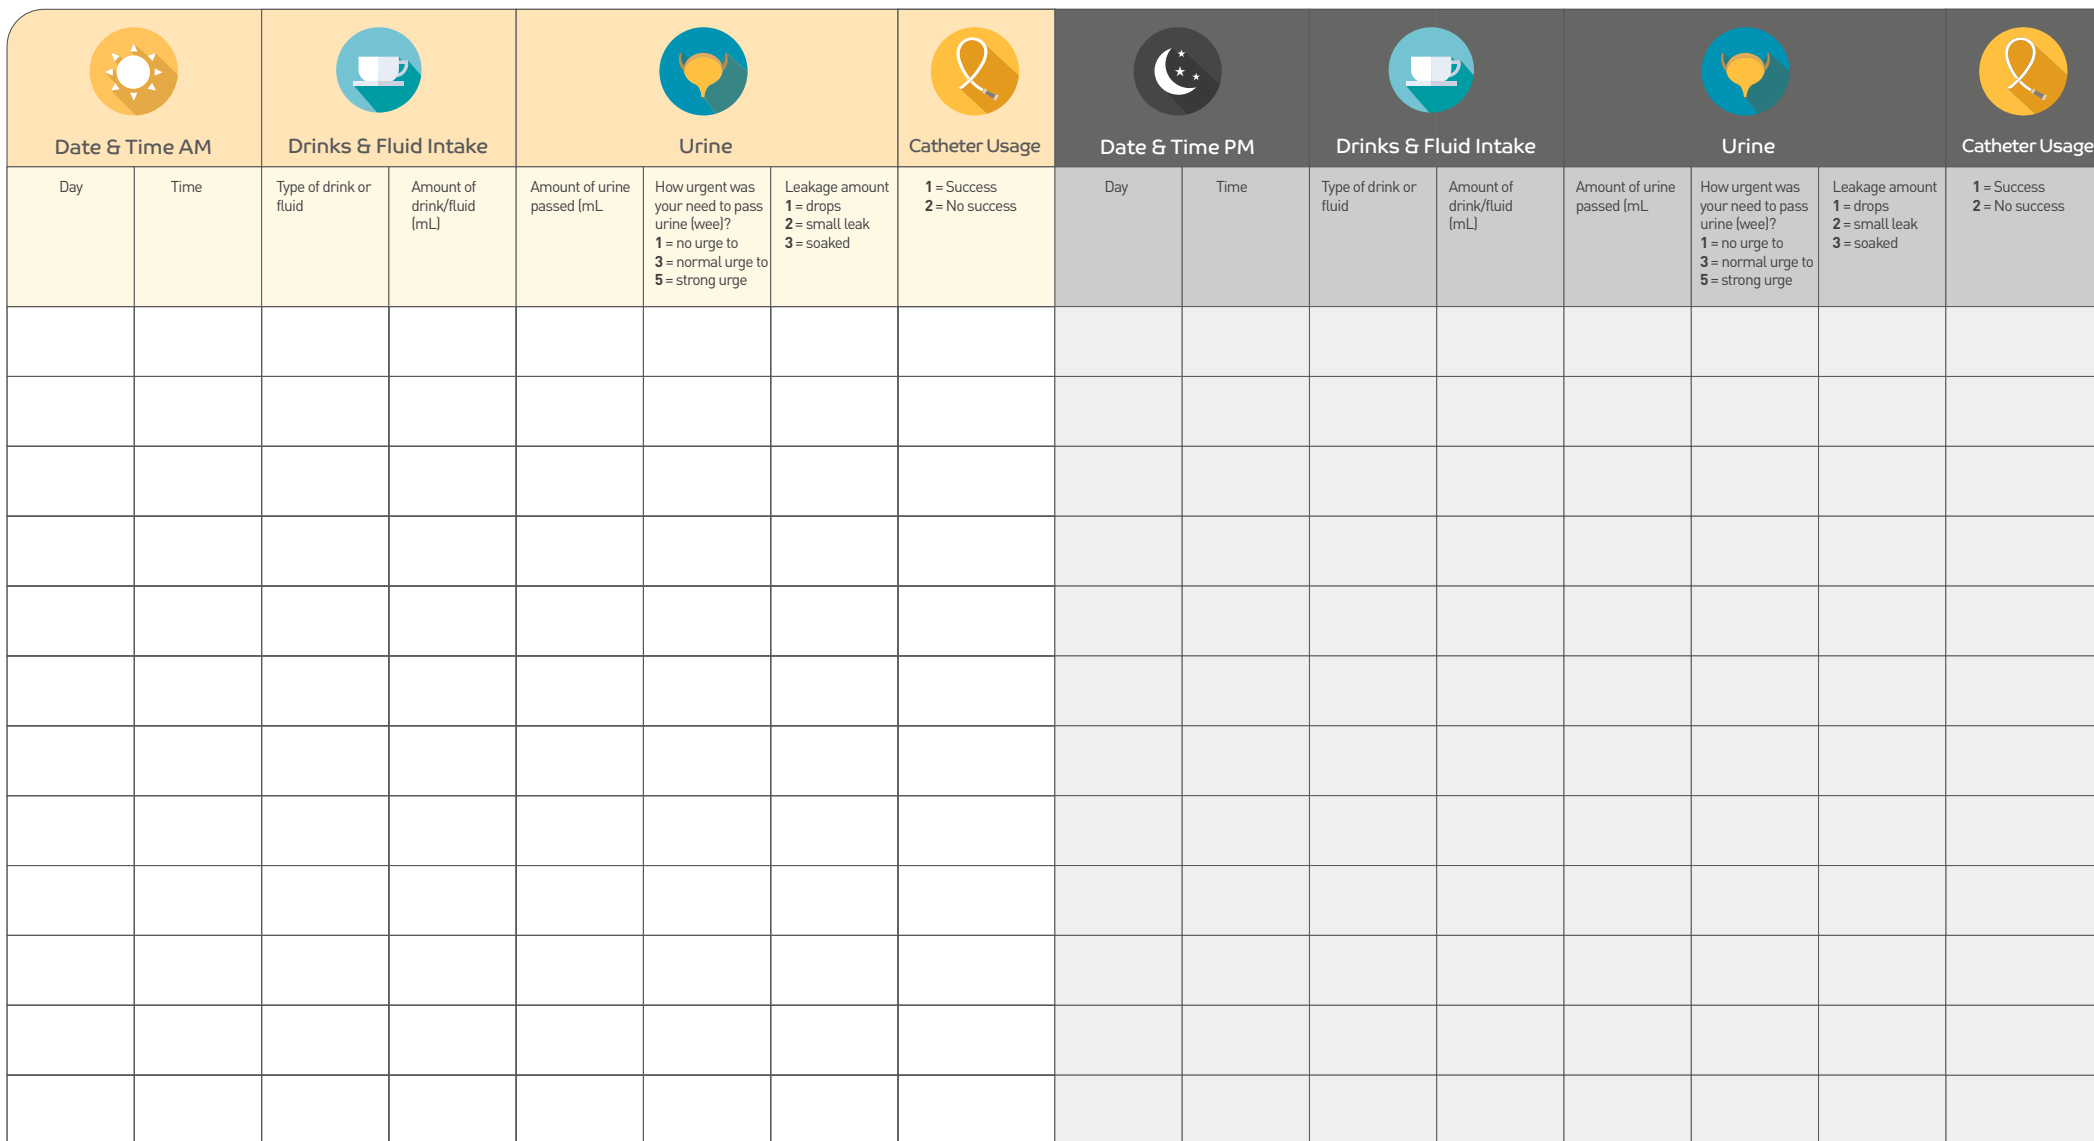 Date & Time AM
Drinks & Fluid Intake
Urine
Catheter Usage
Date & Time PM
Drinks & Fluid Intake
Urine
Catheter Usage
Day
Time
Type of drink or
fluid
Amount of
drink/fluid
(mL)
Amount of urine
passed (mL
How urgent was
your need to pass
urine (wee)?
1 = no urge to
3 = normal urge to
5 = strong urge
Leakage amount
1 = drops
2 = small leak
3 = soaked
1 = Success
2 = No success
Day
Time
Type of drink or
fluid
Amount of
drink/fluid
(mL)
Amount of urine
passed (mL
How urgent was
your need to pass
urine (wee)?
1 = no urge to
3 = normal urge to
5 = strong urge
Leakage amount
1 = drops
2 = small leak
3 = soaked
1 = Success
2 = No success